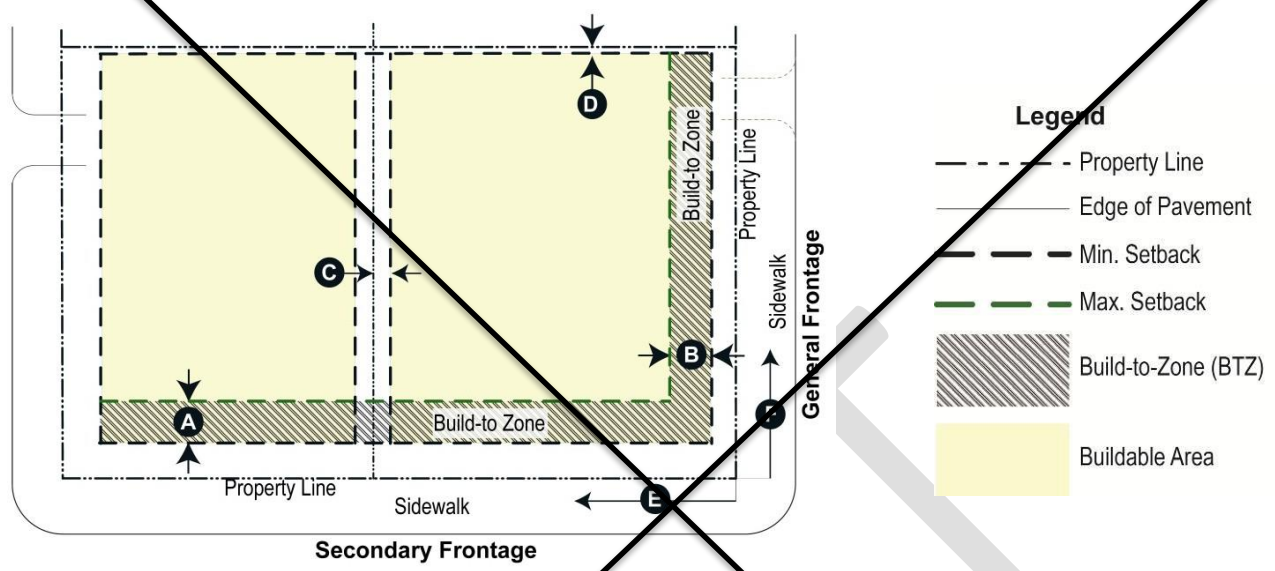 D
Build-to Zone
Property Line
C
Sidewalk
General Frontage
B
A
Build-to Zone
F
Property Line
E
Sidewalk
Secondary Frontage
Legend
Property Line
Edge of Pavement
Min. Setback
Max. Setback
Build-to-Zone (BTZ)
Buildable Area